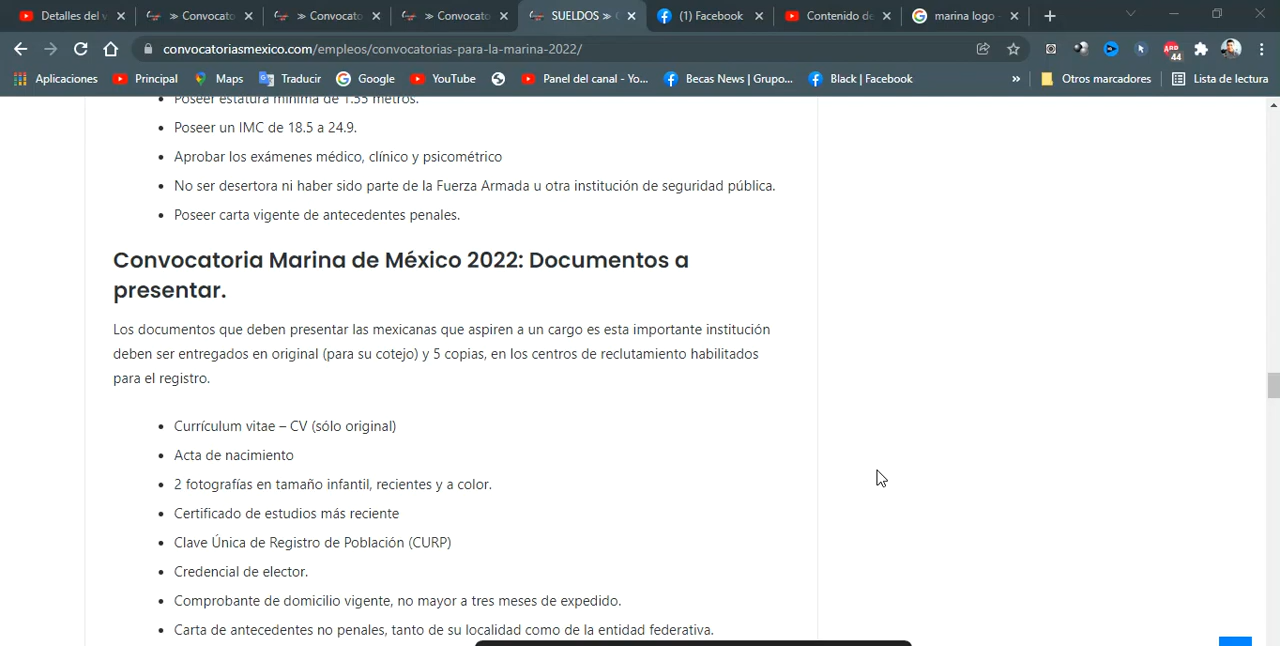 Detalles del v
≫ Convocato
≫ Convocato
≫ Convocato
SUELDOS ≫ C
(1) Facebook
Contenido de
marina logo -
convocatoriasmexico.com/empleos/convocatorias-para-la-marina-2022/
ABP
44
Aplicaciones
Principal
Maps
Traducir
Google
YouTube
Panel del canal - Yo...
Becas News | Grupo...
Black | Facebook
»
Otros marcadores
Lista de lectura
Poseer estatura mínima de 1.55 metros.
Poseer un IMC de 18.5 a 24.9.
Aprobar los exámenes médico, clínico y psicométrico
No ser desertora ni haber sido parte de la Fuerza Armada u otra institución de seguridad pública.
Poseer carta vigente de antecedentes penales.
Convocatoria Marina de México 2022: Documentos a
presentar.
Los documentos que deben presentar las mexicanas que aspiren a un cargo es esta importante institución
deben ser entregados en original (para su cotejo) y 5 copias, en los centros de reclutamiento habilitados
para el registro.
Currículum vitae – CV (sólo original)
Acta de nacimiento
2 fotografías en tamaño infantil, recientes y a color.
Certificado de estudios más reciente
Clave Única de Registro de Población (CURP)
Credencial de elector.
Comprobante de domicilio vigente, no mayor a tres meses de expedido.
Carta de antecedentes no penales, tanto de su localidad como de la entidad federativa.